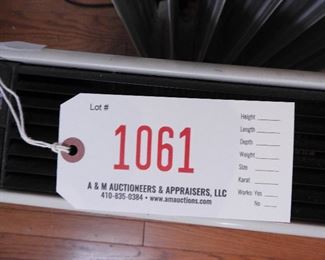 Lot #
1061
A & M AUCTIONEERS & APPRAISERS, LLC
410-835-0384 • www.amauctions.com
Height
Length
Depth
Weight
Size
Karat
Works: Yes
No